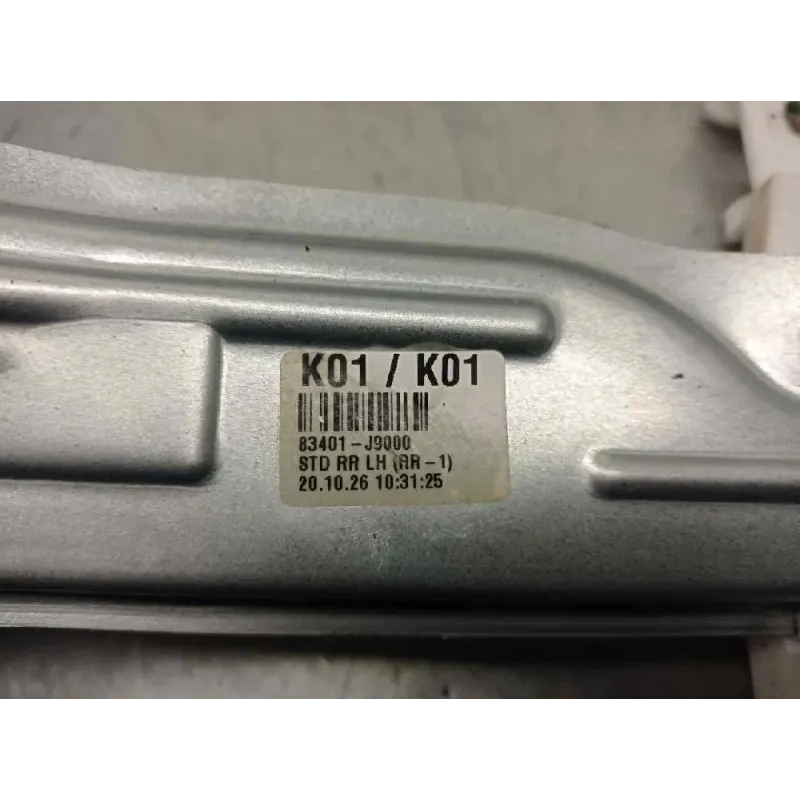 K01 / K01
83401-J9000
STD RR LH (RR-1)
20.10.26 10:31:25